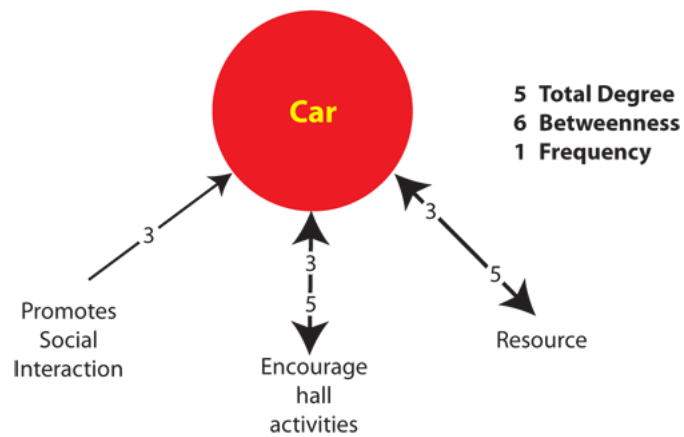 Car
5 Total Degree
6 Betweenness
1 Frequency
3
3
5
3
5
Promotes
Social
Interaction
Encourage
hall
activities
Resource